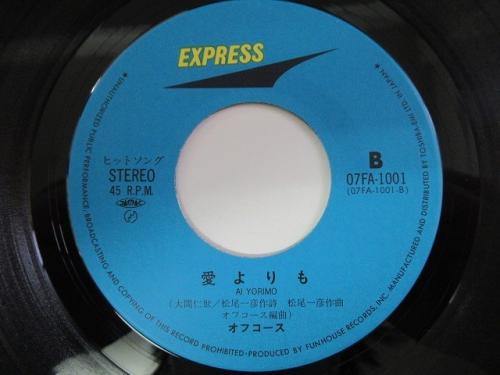 EXPRESS
ヒットソング
STEREO
45 R.P.M.
B
07FA-1001
(07FA-1001-B)
愛よりも
AI YORIMO
(大間仁世/松尾一彦作詩 松尾一彦作曲
オフコース編曲)
オフコース
★UNAUTHORIZED PUBLIC PERFORMANCE, BROADCASTING AND COPYING OF THIS RECORD PROHIBITED·PRODUCED BY FUNHOUSE RECORDS, INC. MANUFACTURED AND DISTRIBUTED BY TOSHIBA-EMI LTD. IN JAPAN★